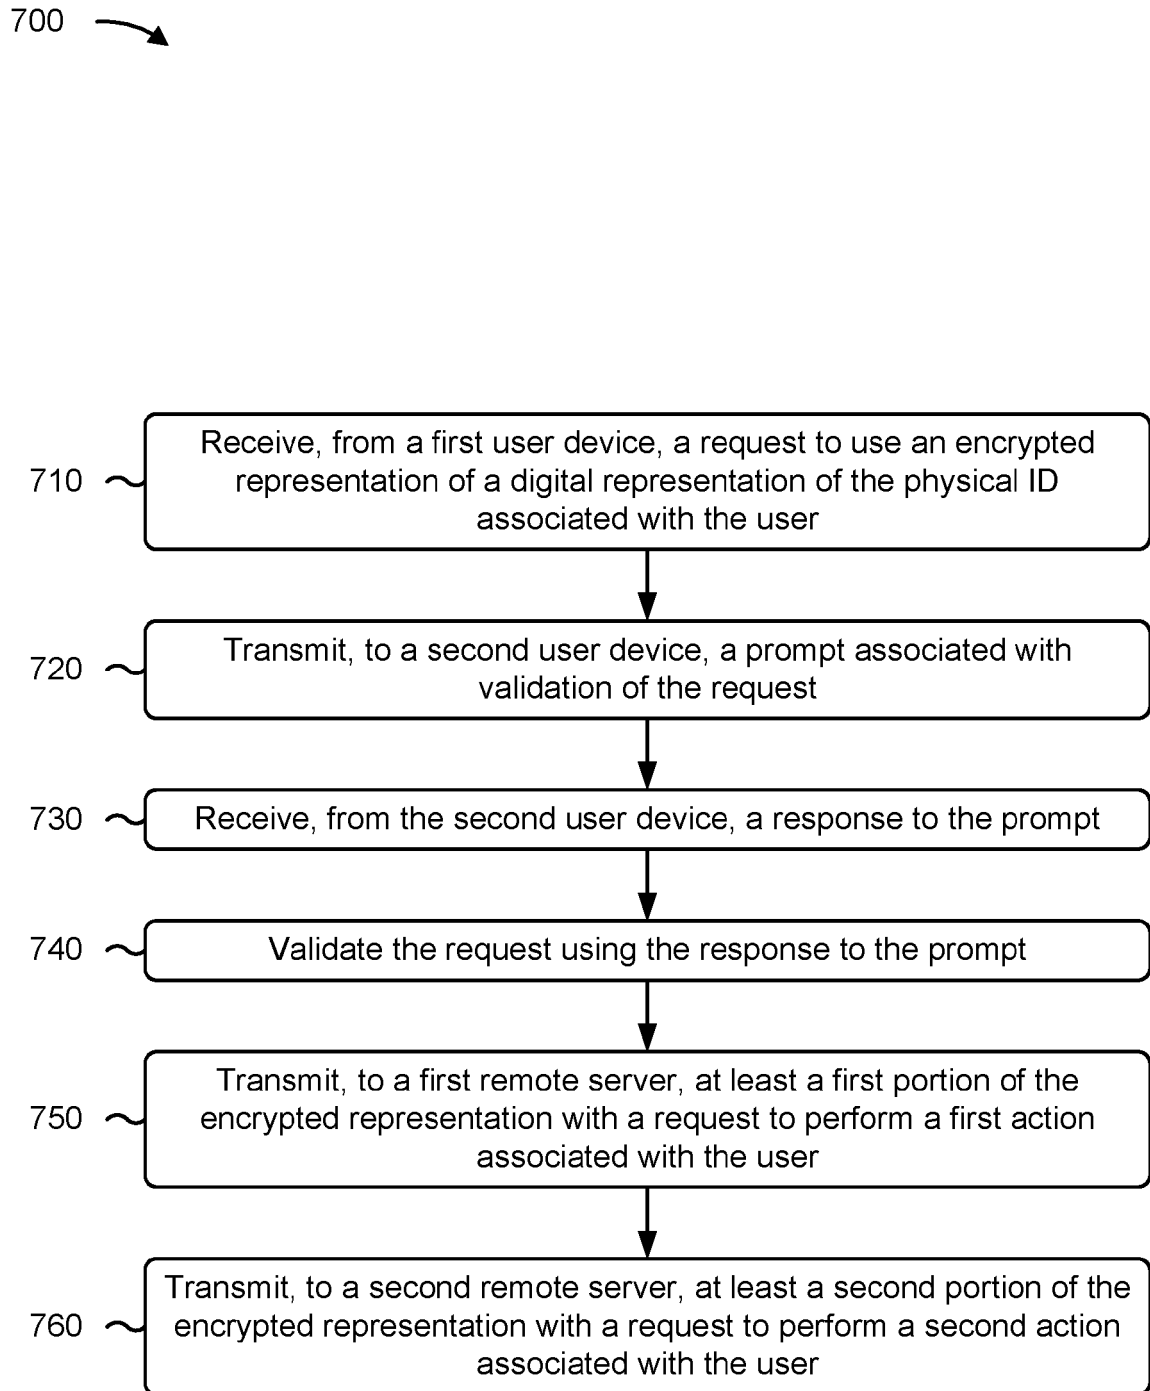 700
Receive, from a first user device, a request to use an encrypted
710 representation of a digital representation of the physical ID
associated with the user
Transmit, to a second user device, a prompt associated with
720
validation of the request
730 Receive, from the second user device, a response to the prompt
740 Validate the request using the response to the prompt
Transmit, to a first remote server, at least a first portion of the
750 encrypted representation with a request to perform a first action
associated with the user
Transmit, to a second remote server, at least a second portion of the
760 encrypted representation with a request to perform a second action
associated with the user